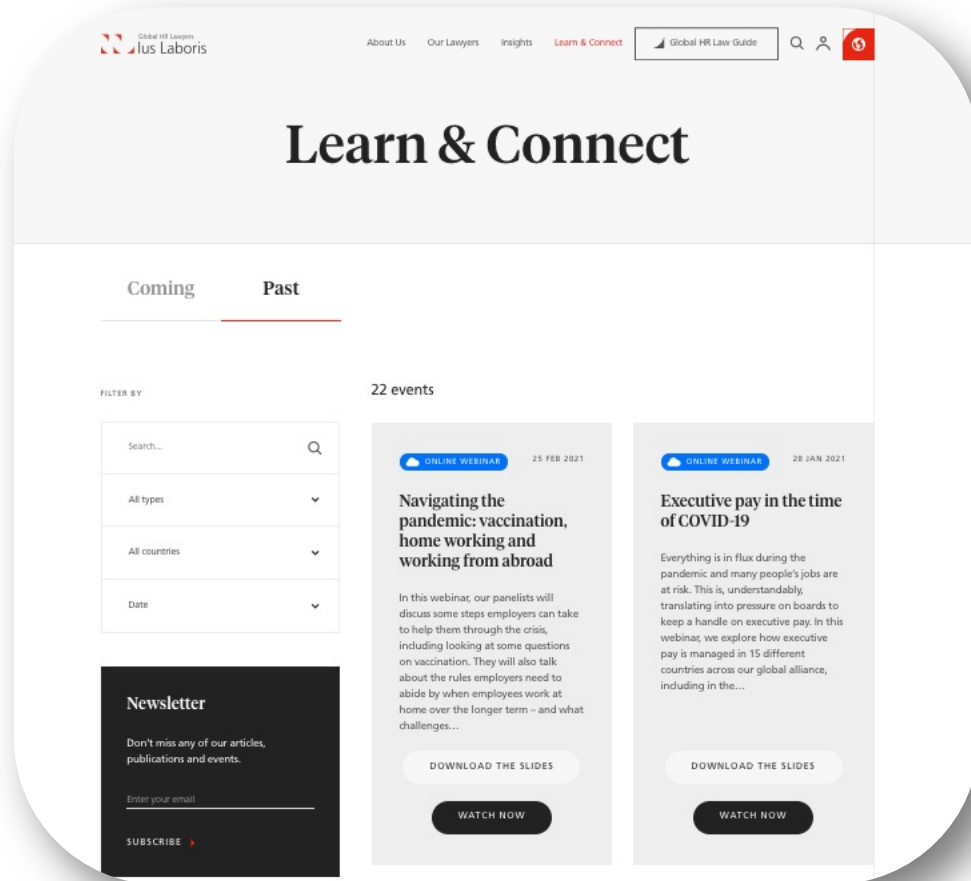 Global HR Lawyers
Ius Laboris
About Us
Our Lawyers
Insights
Learn & Connect
Global HR Law Guide
Learn & Connect
Coming
Past
FILTER BY
Search...
All types
All countries
Date
Newsletter
Don't miss any of our articles,
publications and events.
Enter your email
SUBSCRIBE
22 events
ONLINE WEBINAR
25 FEB 2021
Navigating the
pandemic: vaccination,
home working and
working from abroad
In this webinar, our panelists will
discuss some steps employers can take
to help them through the crisis,
including looking at some questions
on vaccination. They will also talk
about the rules employers need to
abide by when employees work at
home over the longer term – and what
challenges...
DOWNLOAD THE SLIDES
WATCH NOW
ONLINE WEBINAR
28 JAN 2021
Executive pay in the time
of COVID-19
Everything is in flux during the
pandemic and many people's jobs are
at risk. This is, understandably,
translating into pressure on boards to
keep a handle on executive pay. In this
webinar, we explore how executive
pay is managed in 15 different
countries across our global alliance,
including in the...
DOWNLOAD THE SLIDES
WATCH NOW